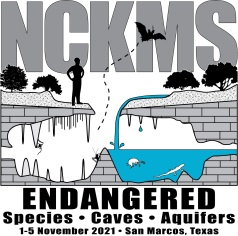 NCKMS
ENDANGERED
Species • Caves • Aquifers
1-5 November 2021 • San Marcos, Texas